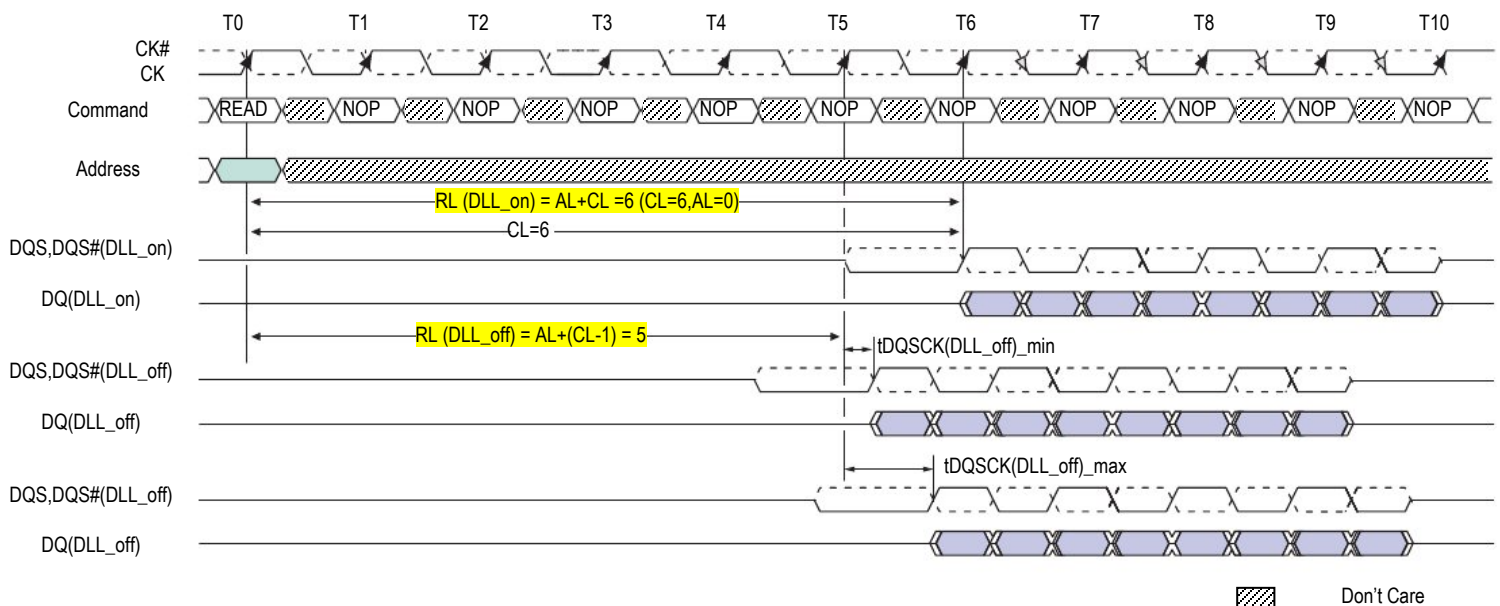 T0 T1 T2 T3 T4 T5 T6 T7 T8 T9 T10
CK#
CK
Command READ NOP NOP NOP NOP NOP NOP NOP NOP NOP NOP
Address
RL (DLL_on) = AL+CL =6 (CL=6,AL=0)
CL=6
DQS,DQS#(DLL_on)
DQ(DLL_on)
RL (DLL_off) = AL+(CL-1) = 5
tDQSCK(DLL_off)_min
DQS,DQS#(DLL_off)
DQ(DLL_off)
tDQSCK(DLL_off)_max
DQS,DQS#(DLL_off)
DQ(DLL_off)
Don't Care